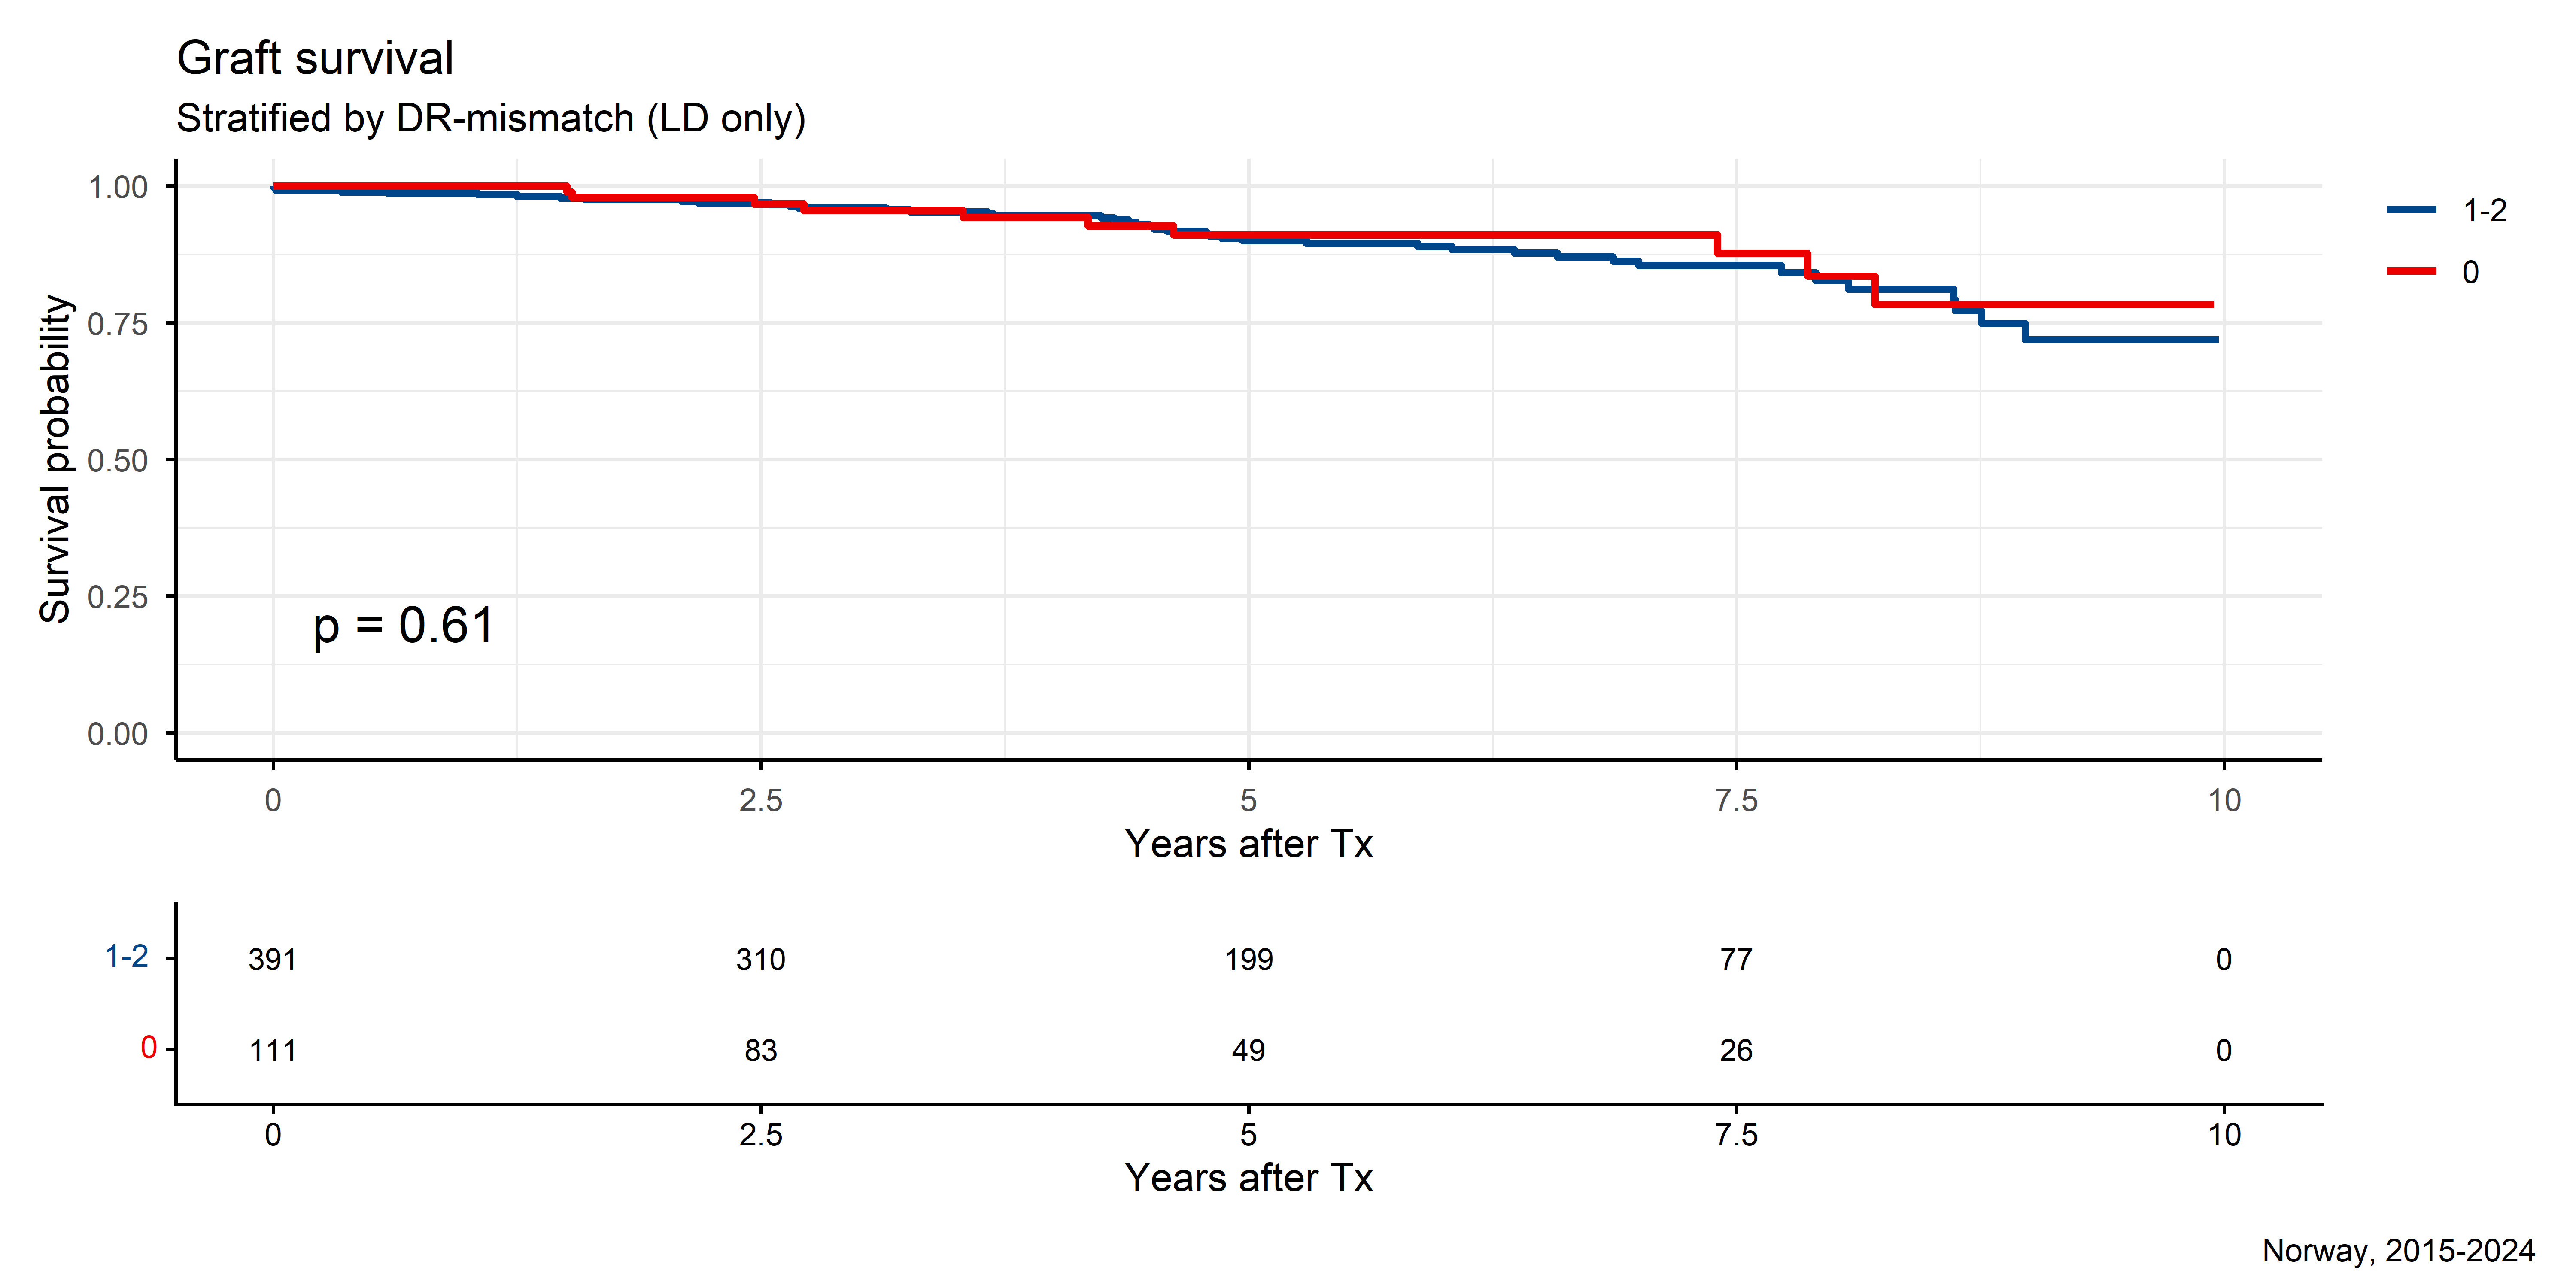 Graft survival
Stratified by DR-mismatch (LD only)
1.00
0.75
0.50
0.25
0.00
Survival probability
p = 0.61
1-2
0
0 2.5 5 7.5 10
Years after Tx
1-2 391 310 199 77 0
0 111 83 49 26 0
0 2.5 5 7.5 10
Years after Tx
Norway, 2015-2024